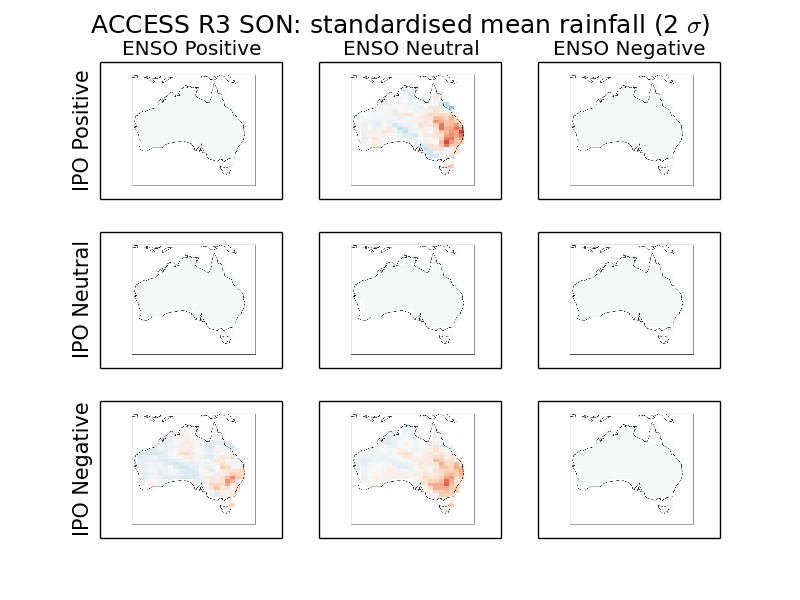 ACCESS R3 SON: standardised mean rainfall (2 σ)
ENSO Positive
ENSO Neutral
ENSO Negative
IPO Positive
IPO Neutral
IPO Negative